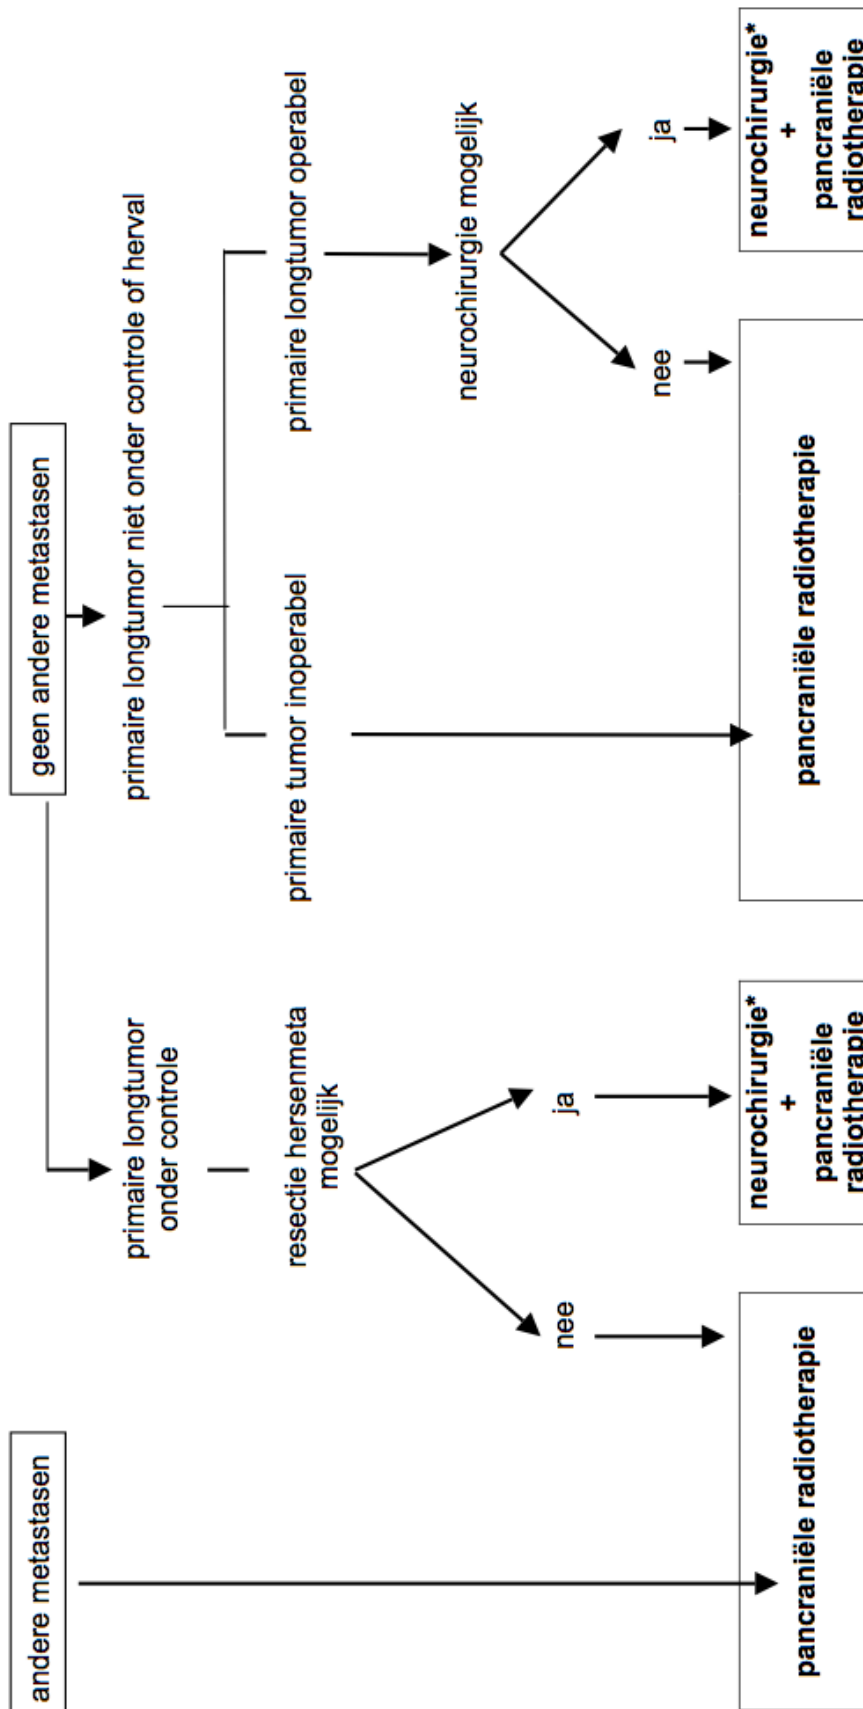 andere metastasen
geen andere metastasen
primaire longtumor
onder controle
primaire longtumor niet onder controle of herval
resectie hersenmeta
mogelijk
primaire tumor inoperabel
primaire longtumor operabel
neurochirurgie mogelijk
nee
ja
nee
ja
pancraniële radiotherapie
neurochirurgie*
+
pancraniële
radiotherapie
pancraniële radiotherapie
neurochirurgie*
+
pancraniële
radiotherapie